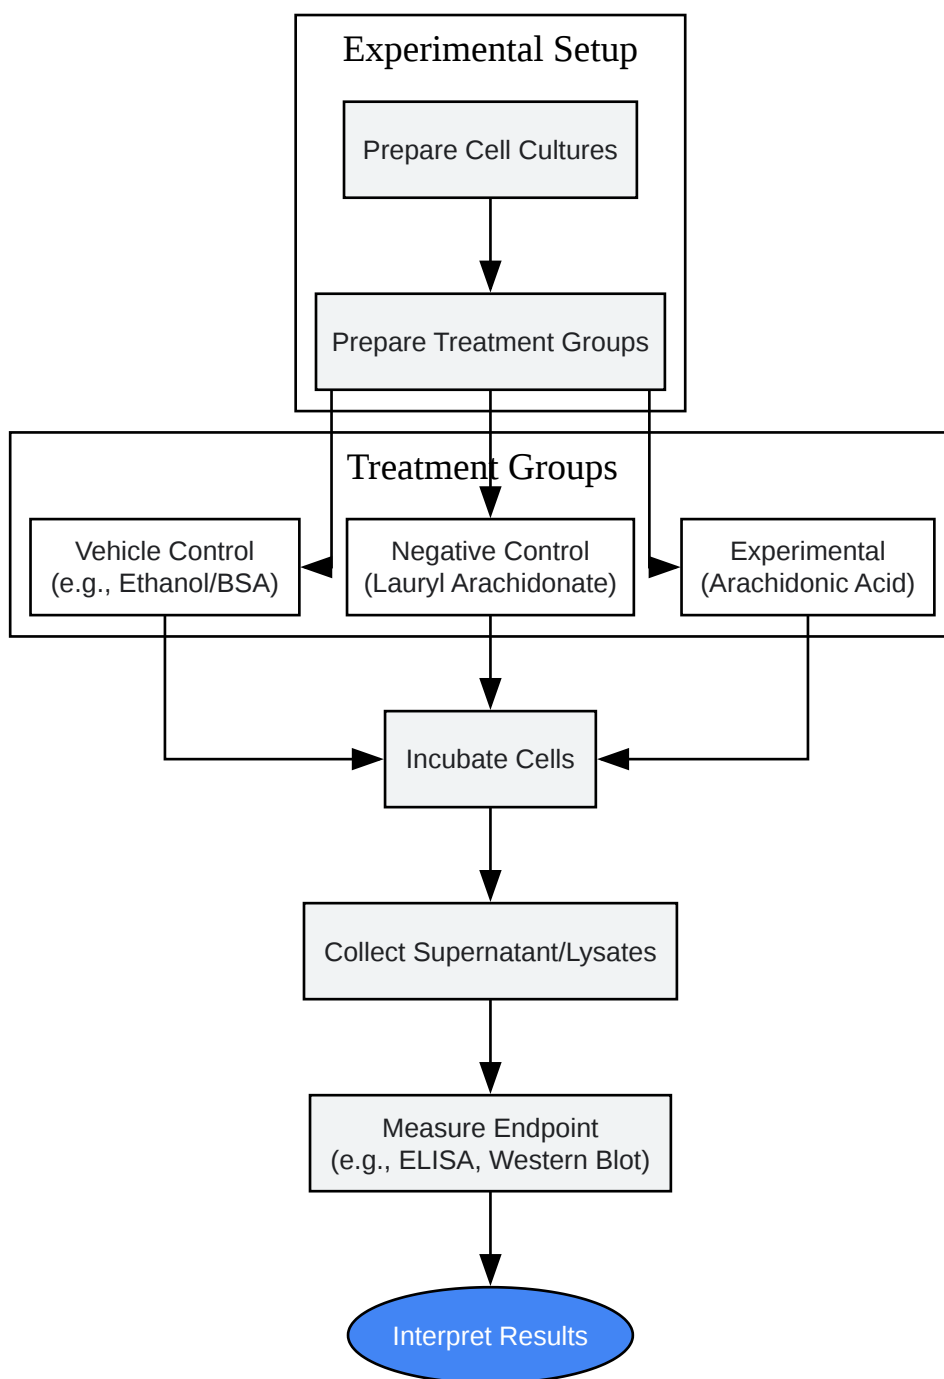 Experimental Setup
Prepare Cell Cultures
Prepare Treatment Groups
Treatment Groups
Vehicle Control
(e.g., Ethanol/BSA)
Negative Control
(Lauryl Arachidonate)
Experimental
(Arachidonic Acid)
Incubate Cells
Collect Supernatant/Lysates
Measure Endpoint
(e.g., ELISA, Western Blot)
Interpret Results